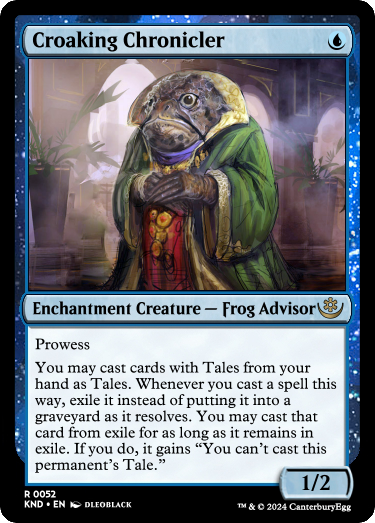 Croaking Chronicler
Enchantment Creature — Frog Advisor
Prowess
You may cast cards with Tales from your
hand as Tales. Whenever you cast a spell this
way, exile it instead of putting it into a
graveyard as it resolves. You may cast that
card from exile for as long as it remains in
exile. If you do, it gains “You can't cast this
permanent's Tale.”
1/2
R 0052
KND • EN DLEOBLACK
™ & © 2024 CanterburyEgg